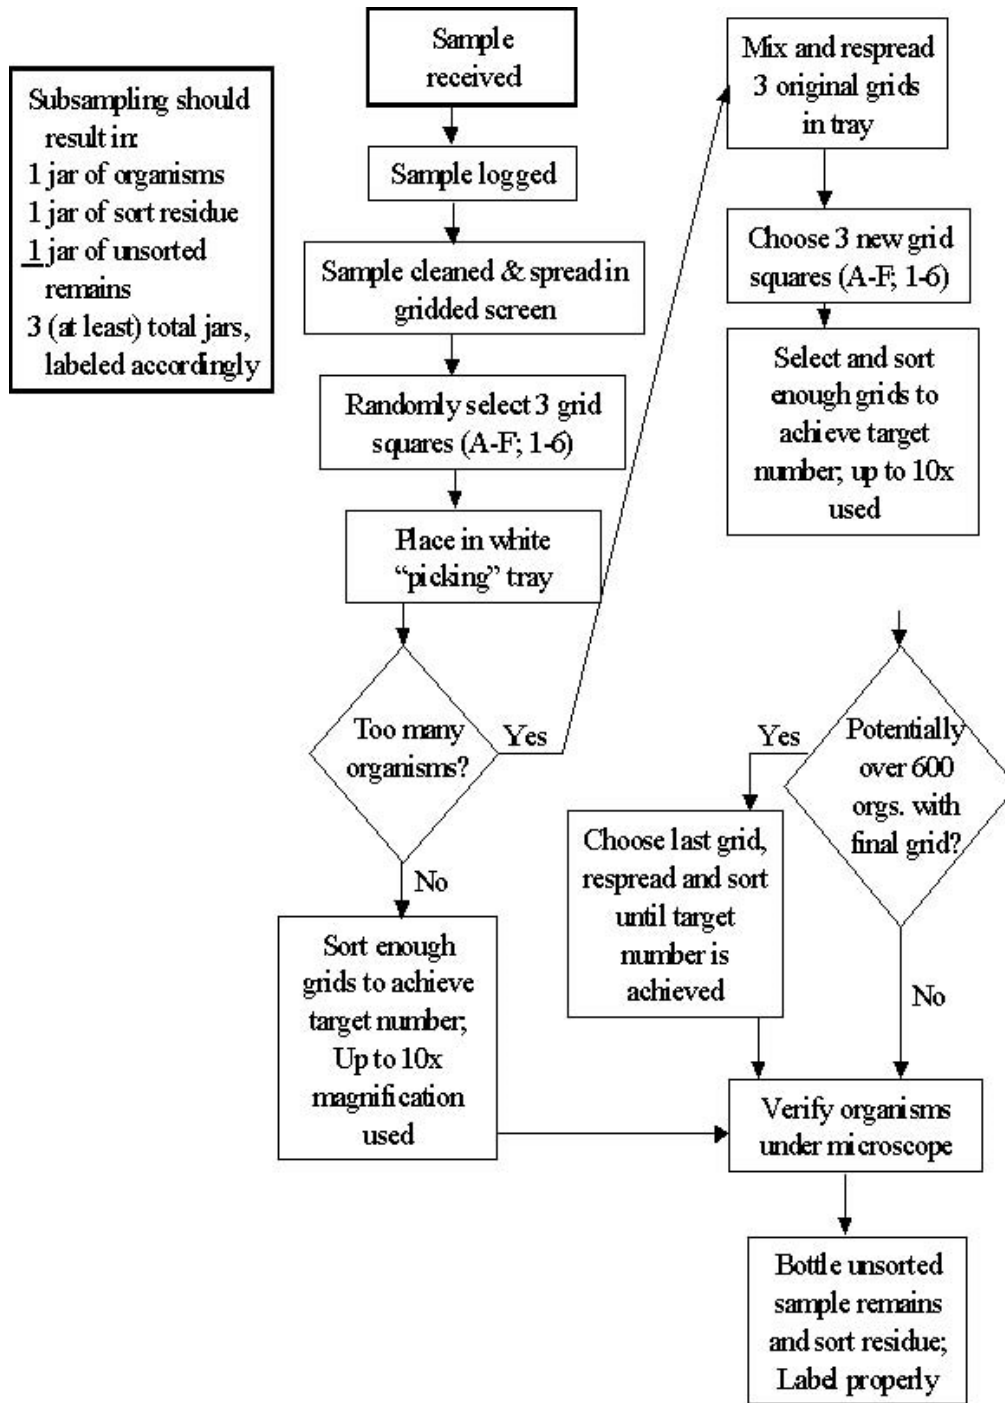 Subsampling should
result in:
1 jar of organisms
1 jar of sort residue
1 jar of unsorted
remains
3 (at least) total jars,
labeled accordingly
Sample
received
Sample logged
Sample cleaned & spread in
gridded screen
Randomly select 3 grid
squares (A-F; 1-6)
Place in white
“picking” tray
Too many
organisms?
Yes
No
Sort enough
grids to achieve
target number;
Up to 10x
magnification
used
Mix and respread
3 original grids
in tray
Choose 3 new grid
squares (A-F; 1-6)
Select and sort
enough grids to
achieve target
number; up to 10x
used
Potentially
over 600
orgs. with
final grid?
Yes
No
Choose last grid,
respread and sort
until target
number is
achieved
Verify organisms
under microscope
Bottle unsorted
sample remains
and sort residue;
Label properly